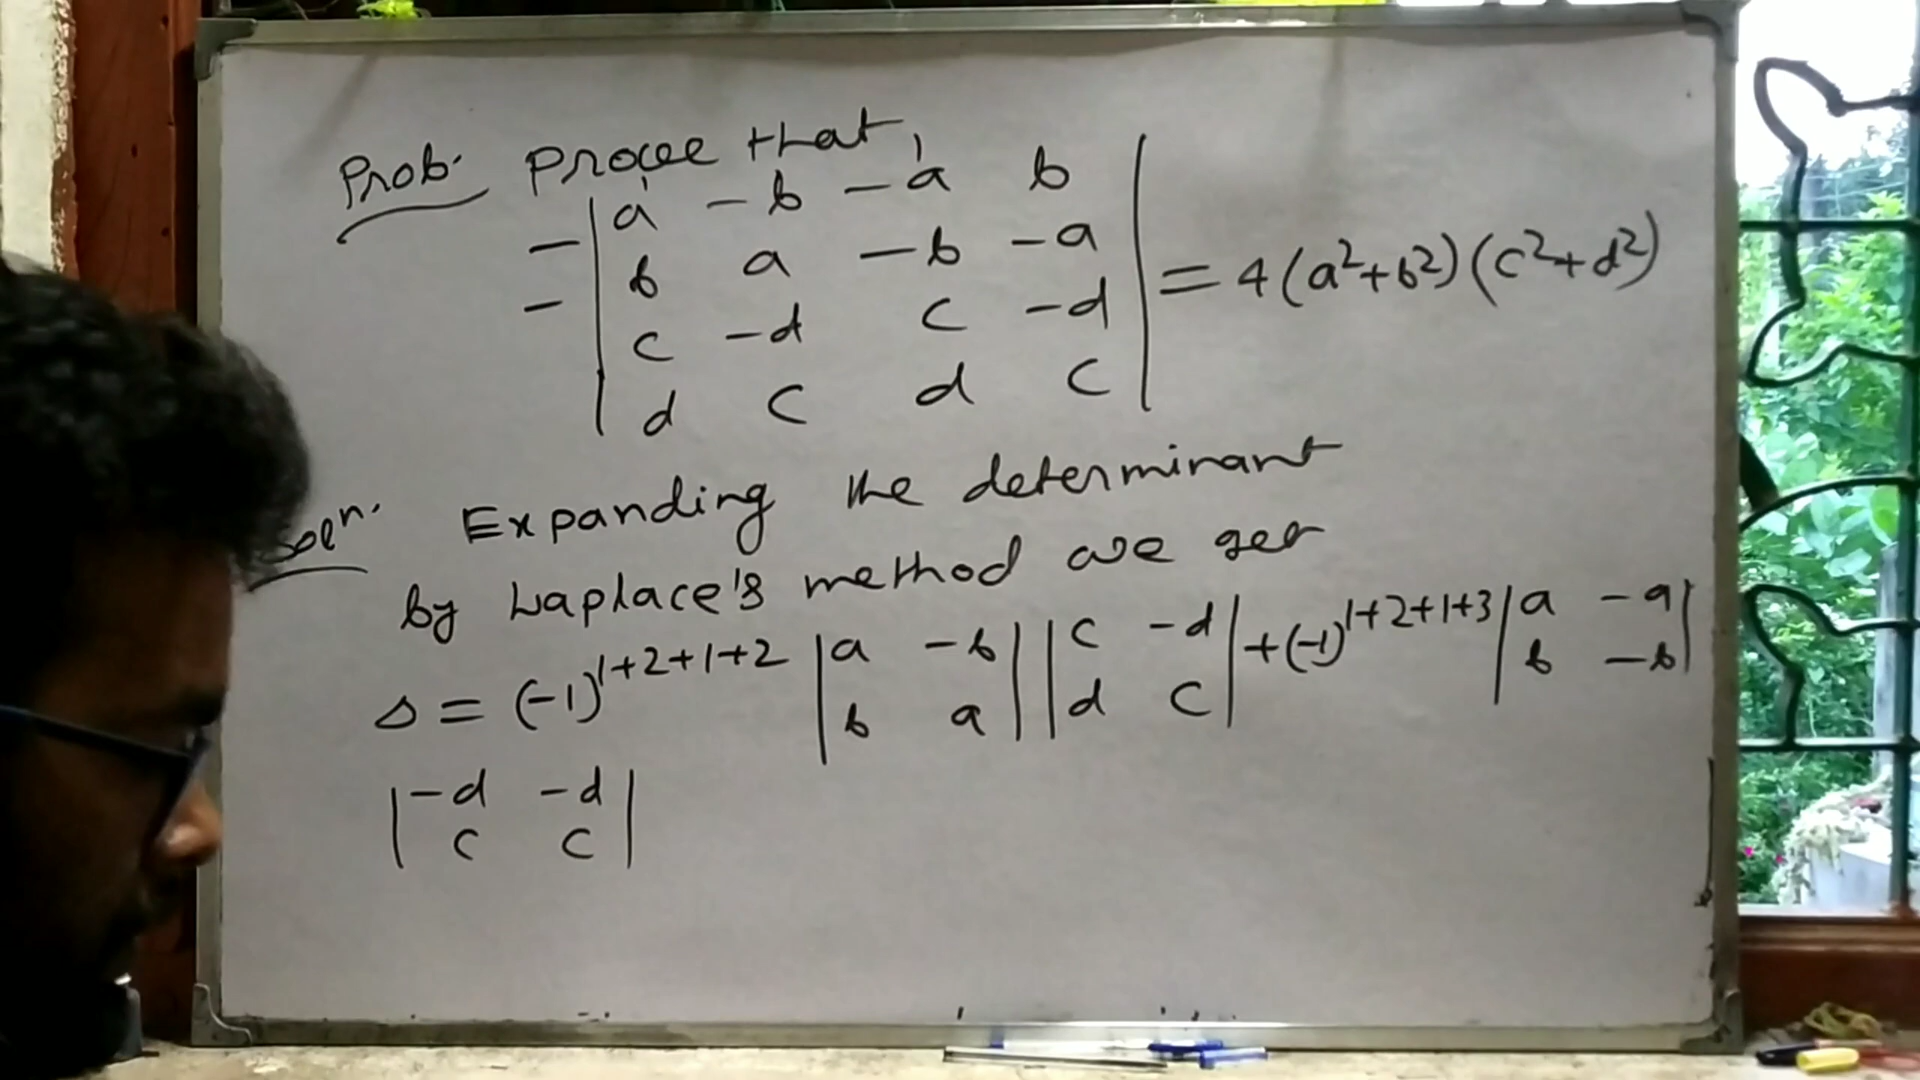 Prob. Prove that,
| a -b -a b |
| b a -b -a | = 4(a²+b²)(c²+d²)
| c -d c -d |
| d c d c |
Solⁿ. Expanding the determinant
by Laplace's method we get
Δ = (-1)^1+2+1+2 | a -b | | c -d | + (-1)^1+2+1+3 | a -a |
| b a | | d c | | b -b |
| -d -d |
| c c |